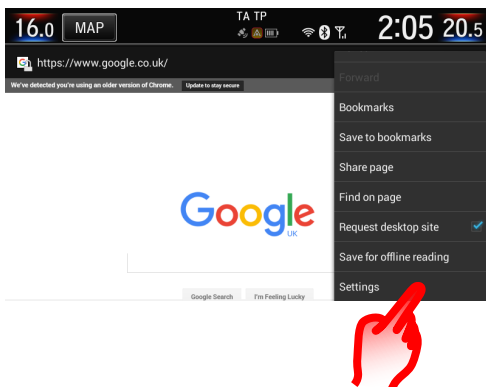 16.0 MAP TA TP 2:05 20.5
https://www.google.co.uk/
We've detected you're using an older version of Chrome. Update to stay secure
Forward
Bookmarks
Save to bookmarks
Share page
Find on page
Request desktop site
Save for offline reading
Settings
Google
UK
Google Search I'm Feeling Lucky